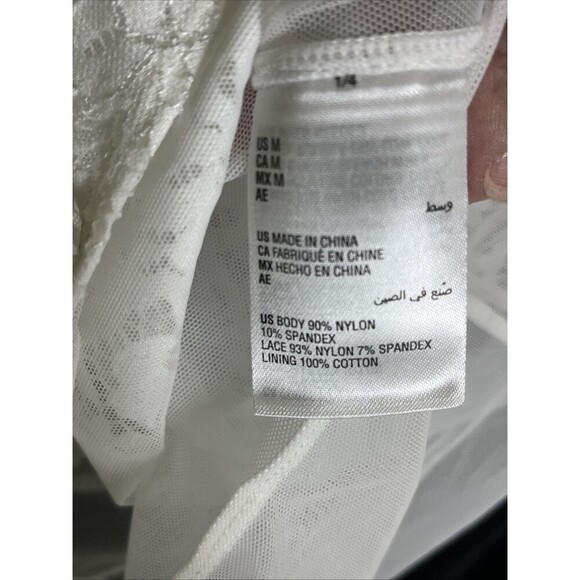 1/4
US M
CA M
MX M
AE
وسط
US MADE IN CHINA
CA FABRIQUÉ EN CHINE
MX HECHO EN CHINA
AE
صُنع في الصين
US BODY 90% NYLON
10% SPANDEX
LACE 93% NYLON 7% SPANDEX
LINING 100% COTTON